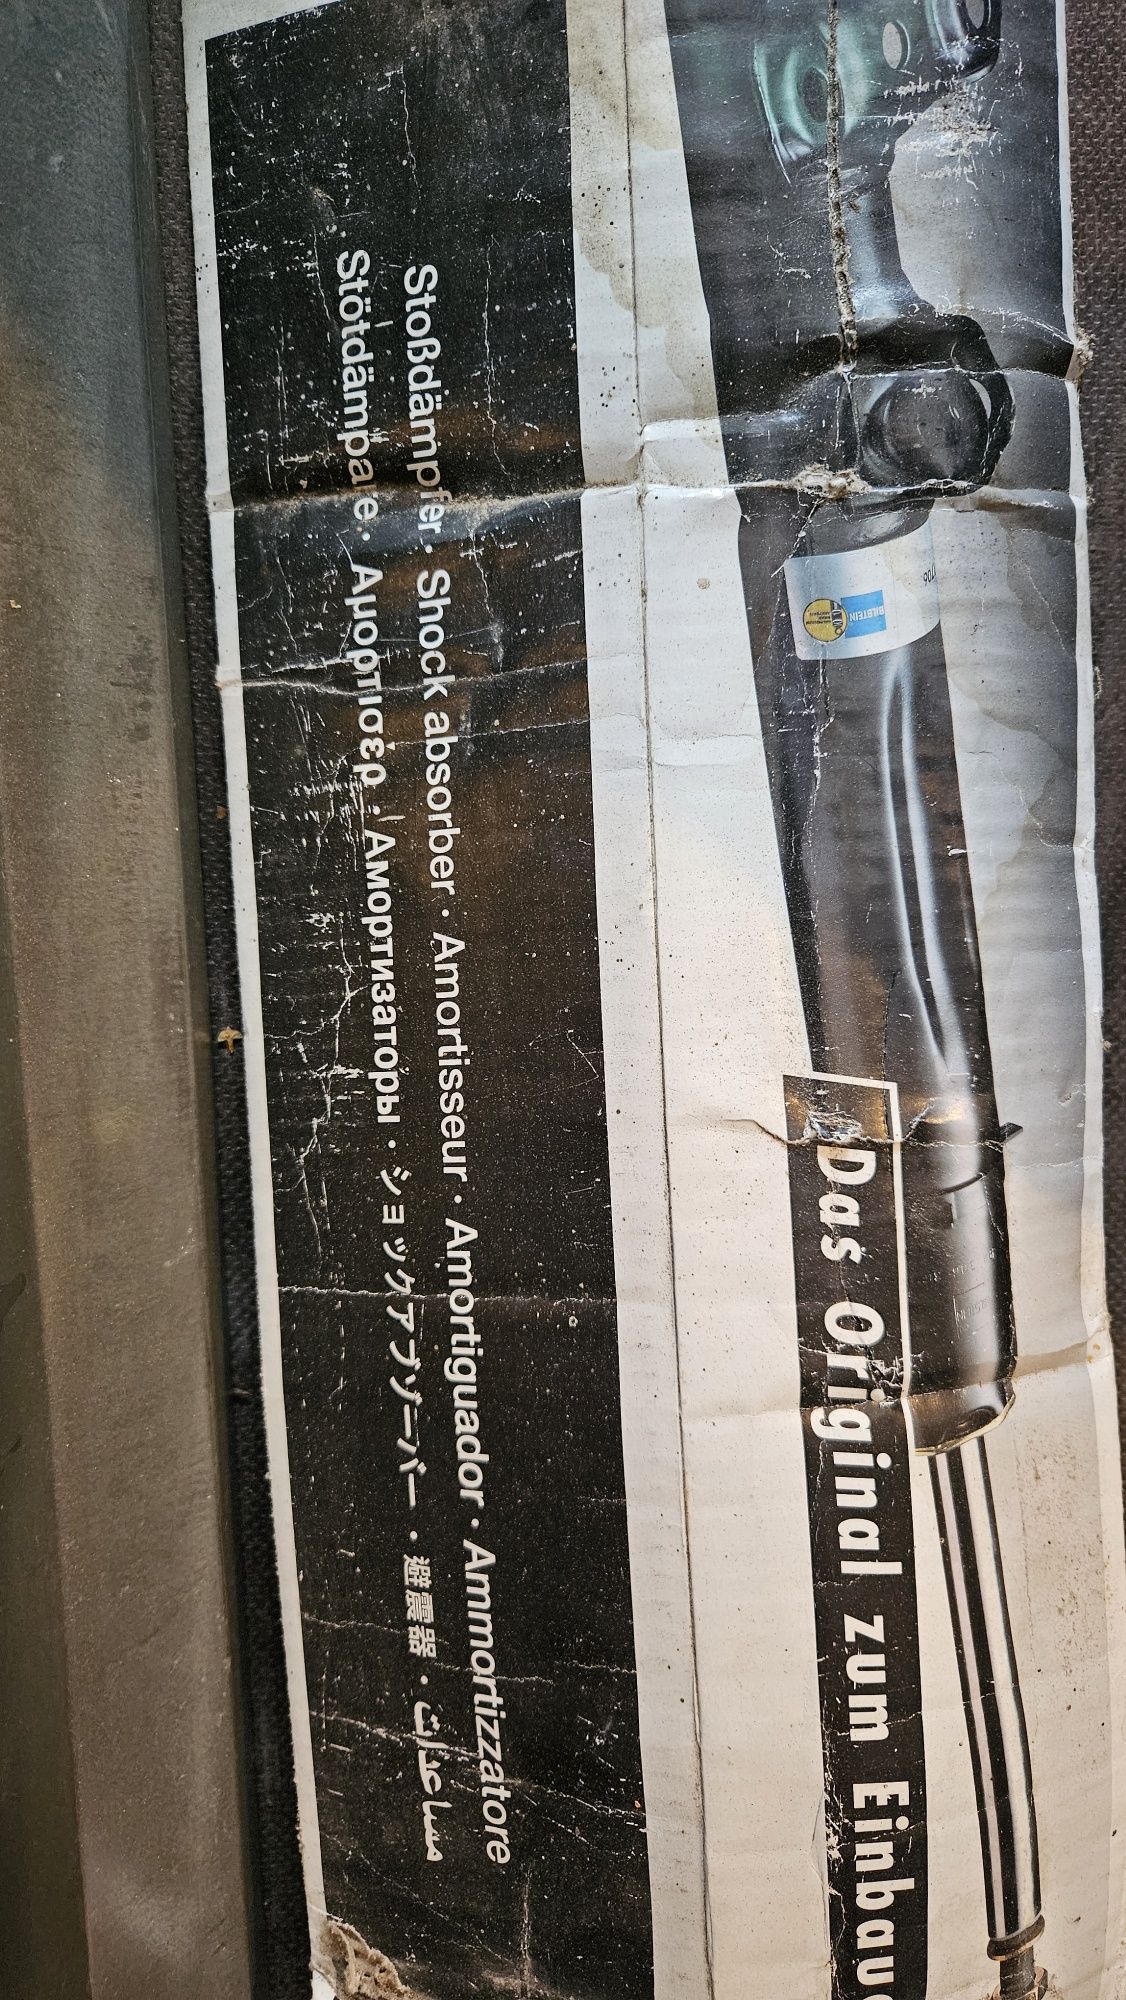 Stoßdämpfer · Shock absorber · Amortisseur · Amortiguador · Ammortizzatore
Stötdämpare · Αμορτισέρ · Амортизаторы · ショックアブソーバー · 避震器 · مساعدات
BILSTEIN
Das Original zum Einbau